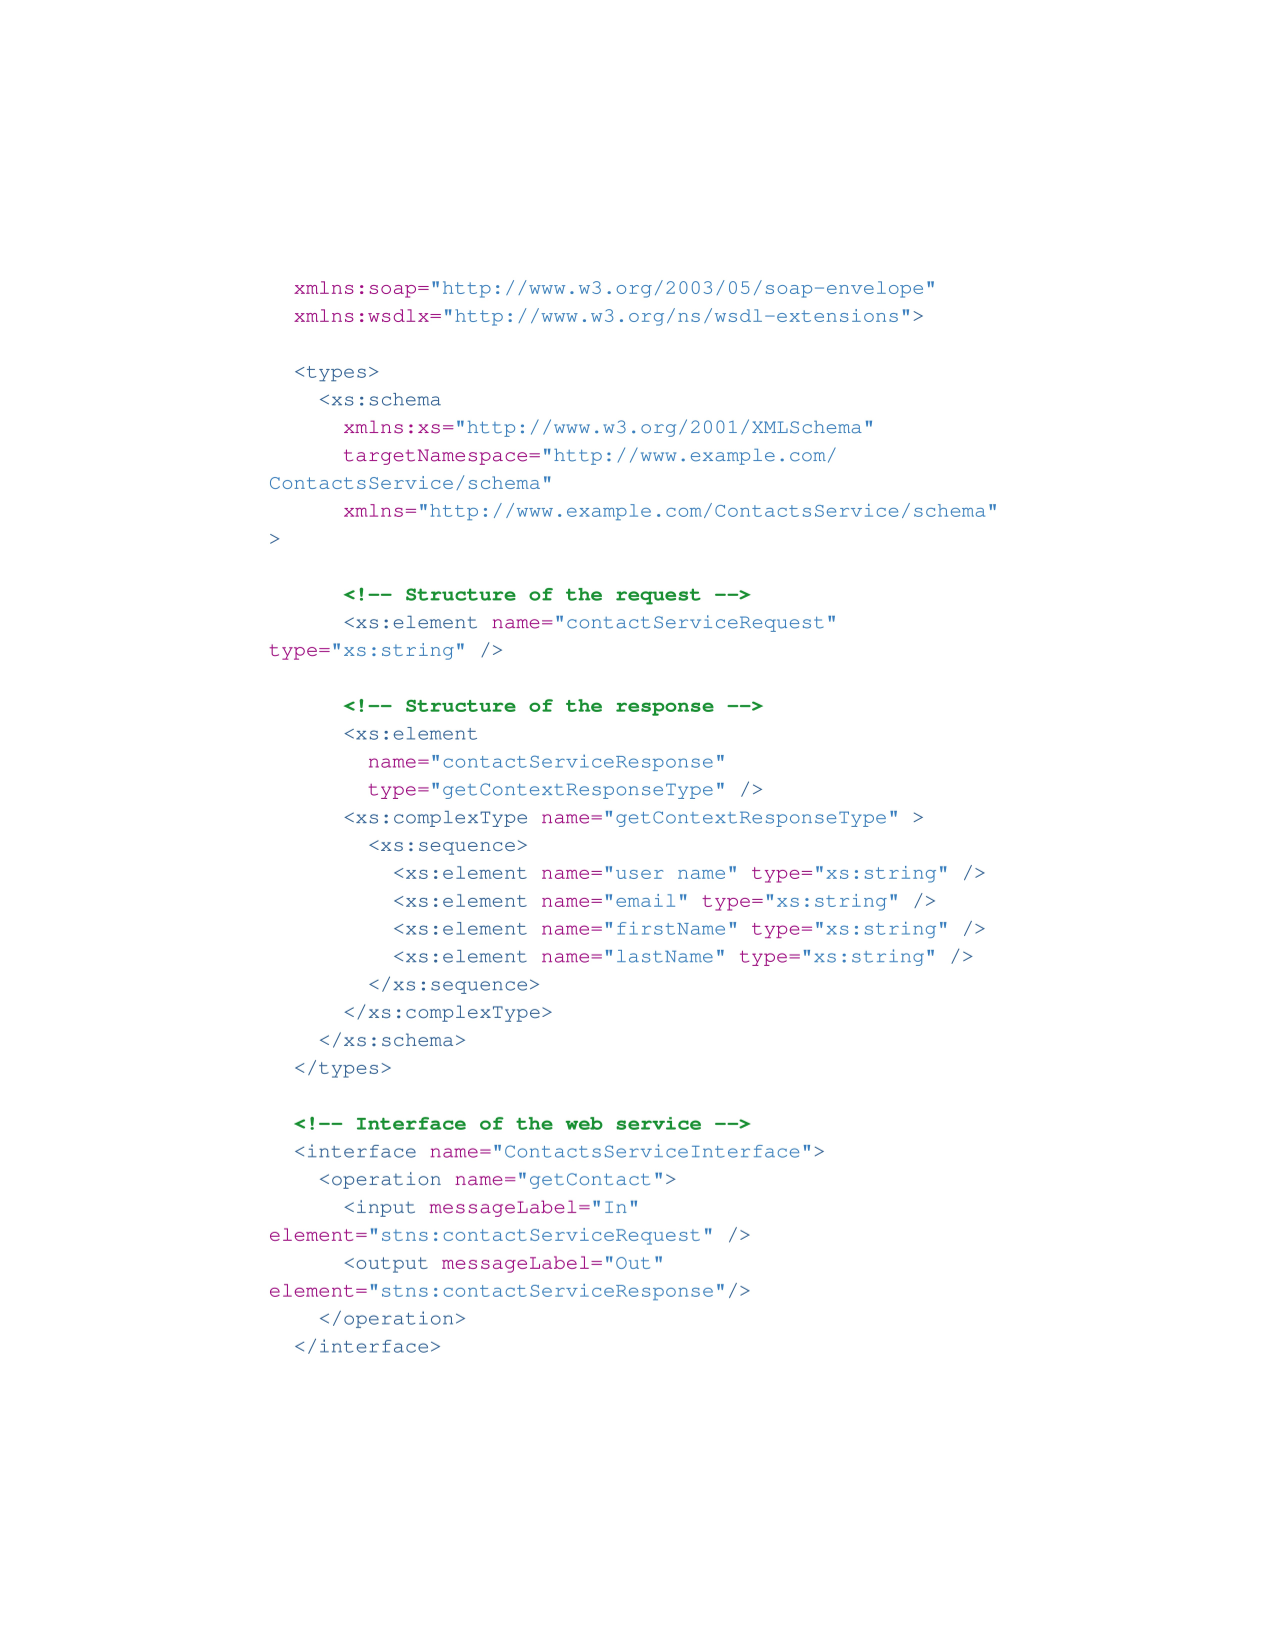 xmlns:soap="http://www.w3.org/2003/05/soap-envelope"
xmlns:wsdlx="http://www.w3.org/ns/wsdl-extensions">
<types>
<xs:schema
xmlns:xs="http://www.w3.org/2001/XMLSchema"
targetNamespace="http://www.example.com/
ContactsService/schema"
xmlns="http://www.example.com/ContactsService/schema"
>
<!-- Structure of the request -->
<xs:element name="contactServiceRequest"
type="xs:string" />
<!-- Structure of the response -->
<xs:element
name="contactServiceResponse"
type="getContextResponseType" />
<xs:complexType name="getContextResponseType" >
<xs:sequence>
<xs:element name="user name" type="xs:string" />
<xs:element name="email" type="xs:string" />
<xs:element name="firstName" type="xs:string" />
<xs:element name="lastName" type="xs:string" />
</xs:sequence>
</xs:complexType>
</xs:schema>
</types>
<!-- Interface of the web service -->
<interface name="ContactsServiceInterface">
<operation name="getContact">
<input messageLabel="In"
element="stns:contactServiceRequest" />
<output messageLabel="Out"
element="stns:contactServiceResponse"/>
</operation>
</interface>